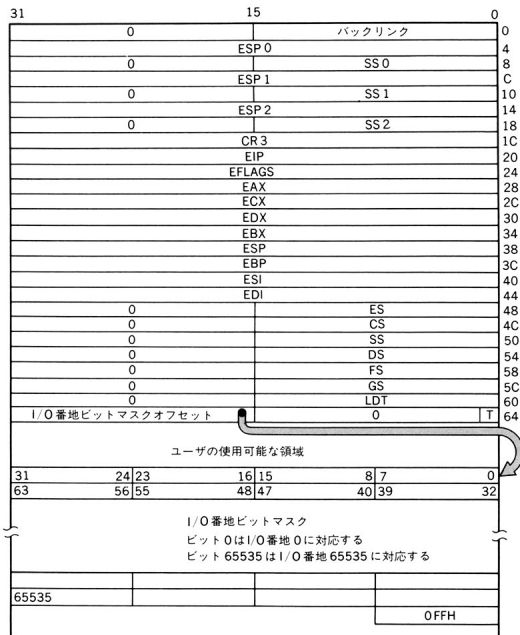 31 15 0
0 バックリンク 0
ESP 0 4
0 SS 0 8
ESP 1 C
0 SS 1 10
ESP 2 14
0 SS 2 18
CR 3 1C
EIP 20
EFLAGS 24
EAX 28
ECX 2C
EDX 30
EBX 34
ESP 38
EBP 3C
ESI 40
EDI 44
0 ES 48
0 CS 4C
0 SS 50
0 DS 54
0 FS 58
0 GS 5C
0 LDT 60
I/O番地ビットマスクオフセット 0 T 64
ユーザの使用可能な領域
31 24 23 16 15 8 7 0
63 56 55 48 47 40 39 32
I/O番地ビットマスク
ビット0はI/O番地0に対応する
ビット65535はI/O番地65535に対応する
65535
0FFH